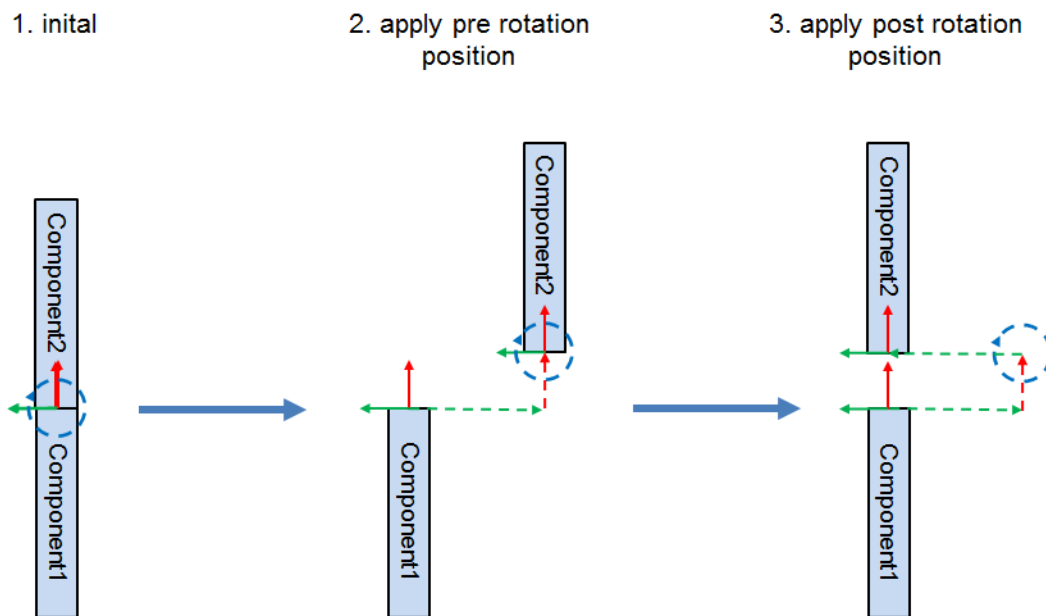 1. inital
2. apply pre rotation
position
3. apply post rotation
position
Component2
Component1
Component2
Component1
Component2
Component1